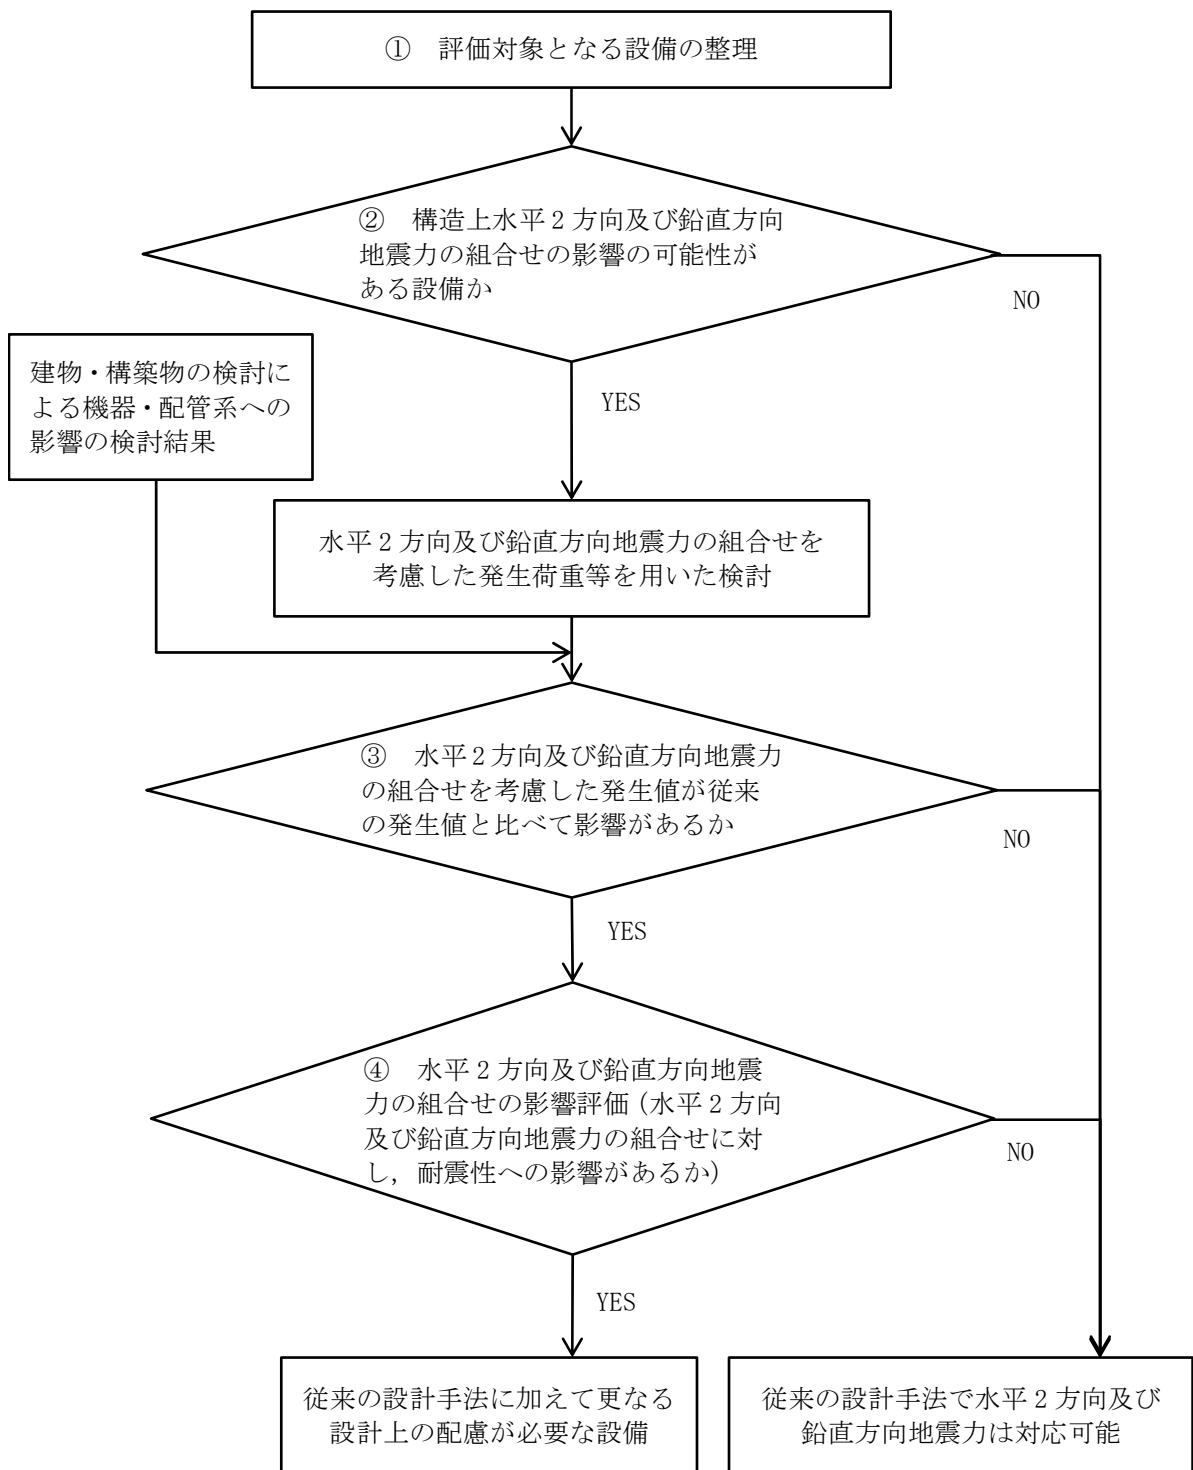 ① 評価対象となる設備の整理
② 構造上水平2方向及び鉛直方向
地震力の組合せの影響の可能性が
ある設備か
NO
建物・構築物の検討に
よる機器・配管系への
影響の検討結果
YES
水平2方向及び鉛直方向地震力の組合せを
考慮した発生荷重等を用いた検討
③ 水平2方向及び鉛直方向地震力
の組合せを考慮した発生値が従来
の発生値と比べて影響があるか
NO
YES
④ 水平2方向及び鉛直方向地震
力の組合せの影響評価(水平2方向
及び鉛直方向地震力の組合せに対
し,耐震性への影響があるか)
NO
YES
従来の設計手法に加えて更なる
設計上の配慮が必要な設備
従来の設計手法で水平2方向及び
鉛直方向地震力は対応可能